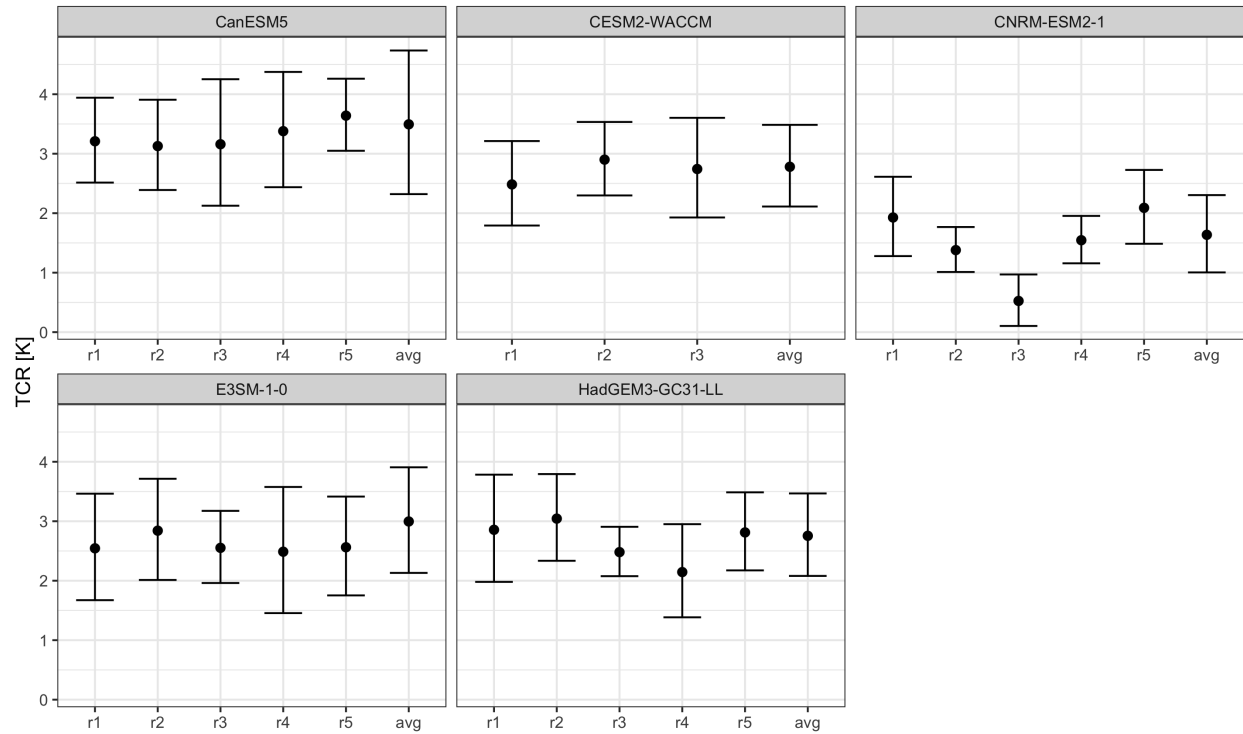 CanESM5 CESM2-WACCM CNRM-ESM2-1
4
3
2
1
0
r1 r2 r3 r4 r5 avg r1 r2 r3 avg r1 r2 r3 r4 r5 avg
TCR [K]
E3SM-1-0 HadGEM3-GC31-LL
4
3
2
1
0
r1 r2 r3 r4 r5 avg r1 r2 r3 r4 r5 avg